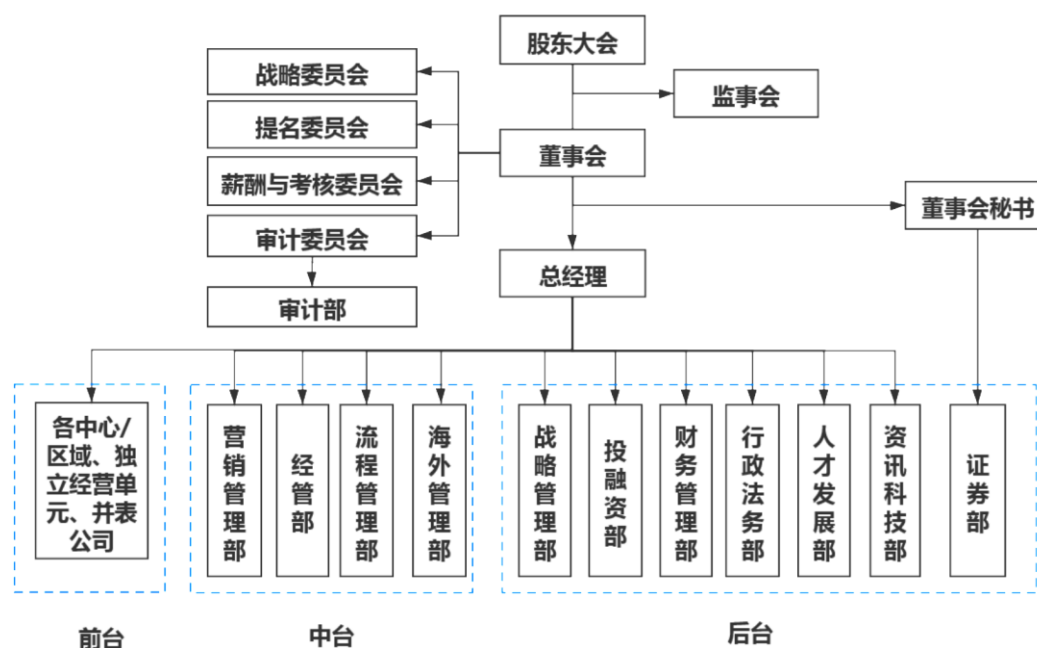 股东大会
战略委员会
监事会
提名委员会
董事会
薪酬与考核委员会
董事会秘书
审计委员会
总经理
审计部
各中心/
区域、独
立经营单
元、并表
公司
营销管理部
经管部
流程管理部
海外管理部
战略管理部
投融资部
财务管理部
行政法务部
人才发展部
资讯科技部
证券部
前台
中台
后台